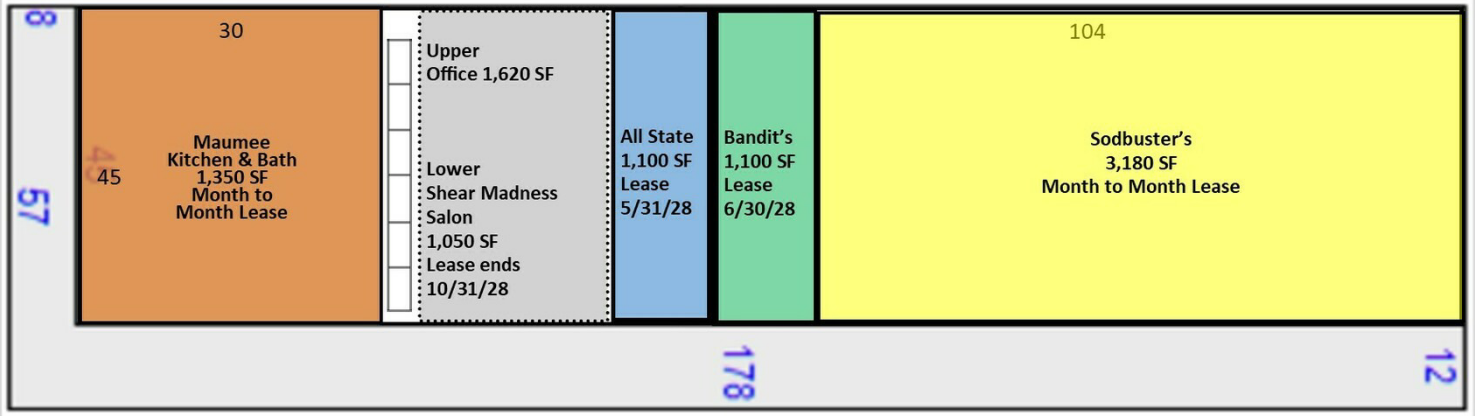 8
30
104
Upper
Office 1,620 SF
Maumee
Kitchen & Bath
1,350 SF
Month to
Month Lease
45
45
57
Lower
Shear Madness
Salon
1,050 SF
Lease ends
10/31/28
All State
1,100 SF
Lease
5/31/28
Bandit's
1,100 SF
Lease
6/30/28
Sodbuster's
3,180 SF
Month to Month Lease
178
12